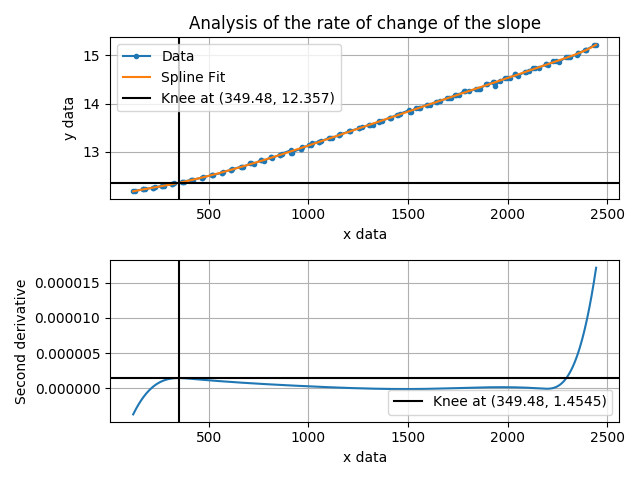 Analysis of the rate of change of the slope
Data
Spline Fit
Knee at (349.48, 12.357)
y data
15
14
13
500
1000
1500
2000
2500
x data
Second derivative
0.000015
0.000010
0.000005
0.000000
Knee at (349.48, 1.4545)
500
1000
1500
2000
2500
x data